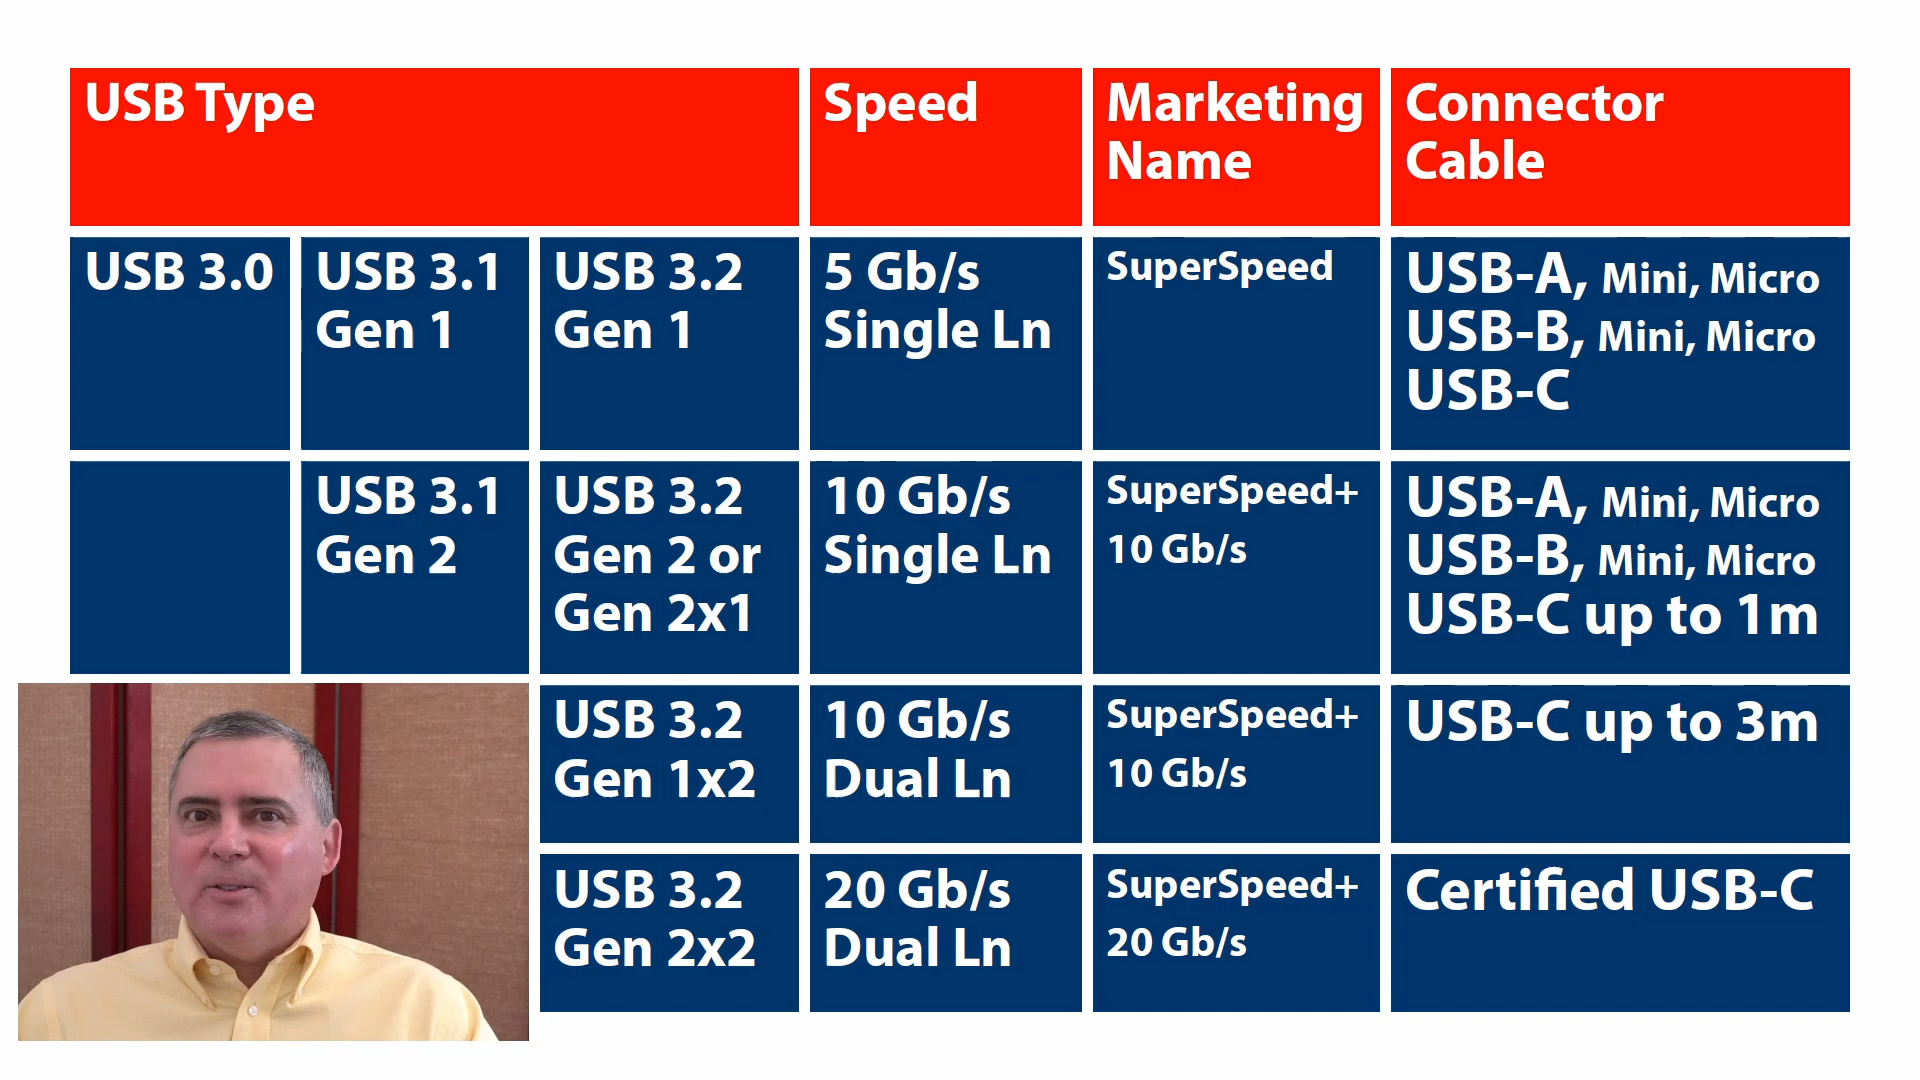 USB Type
Speed
Marketing
Name
Connector
Cable
USB 3.0
USB 3.1
Gen 1
USB 3.2
Gen 1
5 Gb/s
Single Ln
SuperSpeed
USB-A, Mini, Micro
USB-B, Mini, Micro
USB-C
USB 3.1
Gen 2
USB 3.2
Gen 2 or
Gen 2x1
10 Gb/s
Single Ln
SuperSpeed+
10 Gb/s
USB-A, Mini, Micro
USB-B, Mini, Micro
USB-C up to 1m
USB 3.2
Gen 1x2
10 Gb/s
Dual Ln
SuperSpeed+
10 Gb/s
USB-C up to 3m
USB 3.2
Gen 2x2
20 Gb/s
Dual Ln
SuperSpeed+
20 Gb/s
Certified USB-C